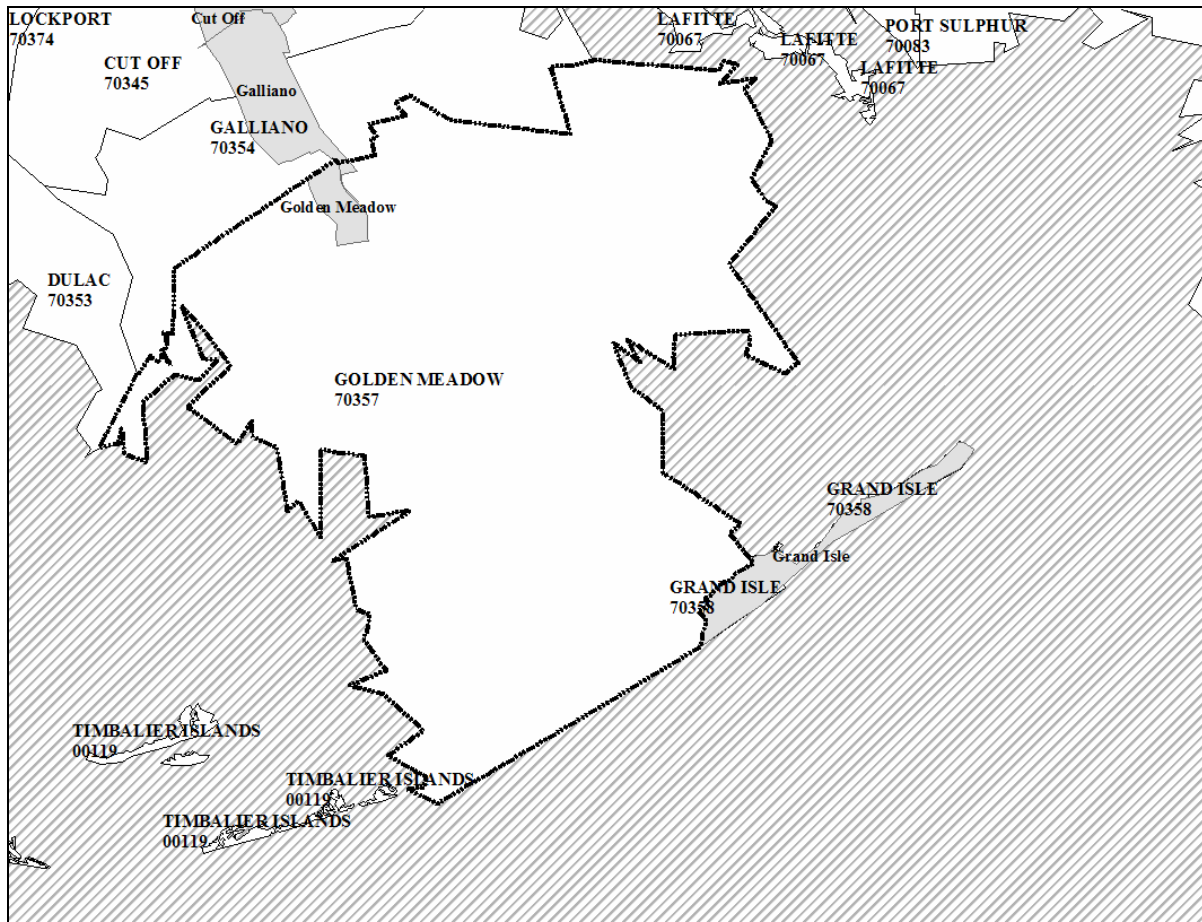 LOCKPORT
70374
Cut Off
LAFITTE
70067
LAFITTE
70067
PORT SULPHUR
70083
LAFITTE
70067
CUT OFF
70345
Galliano
GALLIANO
70354
Golden Meadow
DULAC
70353
GOLDEN MEADOW
70357
GRAND ISLE
70358
Grand Isle
GRAND ISLE
70358
TIMBALIER ISLANDS
00119
TIMBALIER ISLANDS
00119
TIMBALIER ISLANDS
00119